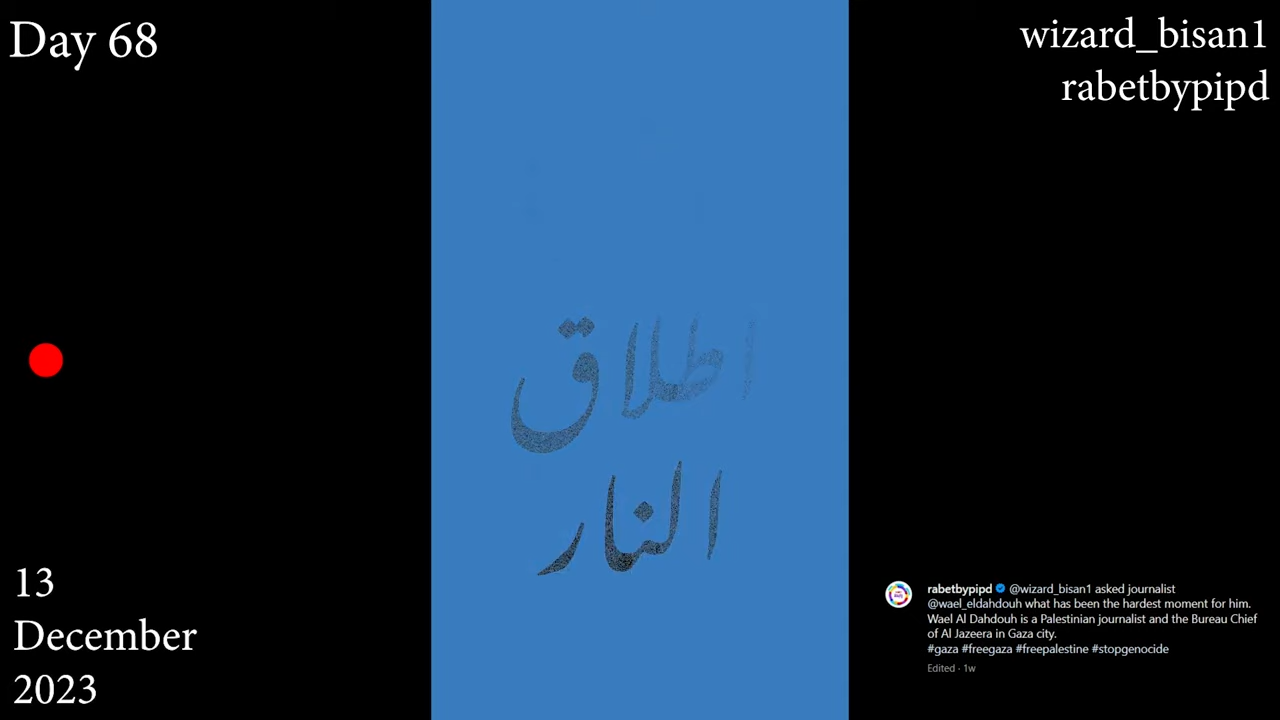 Day 68
wizard_bisan1
rabetbypipd
اطلاق
النار
13
December
2023
rabetbypipd @wizard_bisan1 asked journalist
@wael_eldahdouh what has been the hardest moment for him.
Wael Al Dahdouh is a Palestinian journalist and the Bureau Chief
of Al Jazeera in Gaza city.
#gaza #freegaza #freepalestine #stopgenocide
Edited · 1w